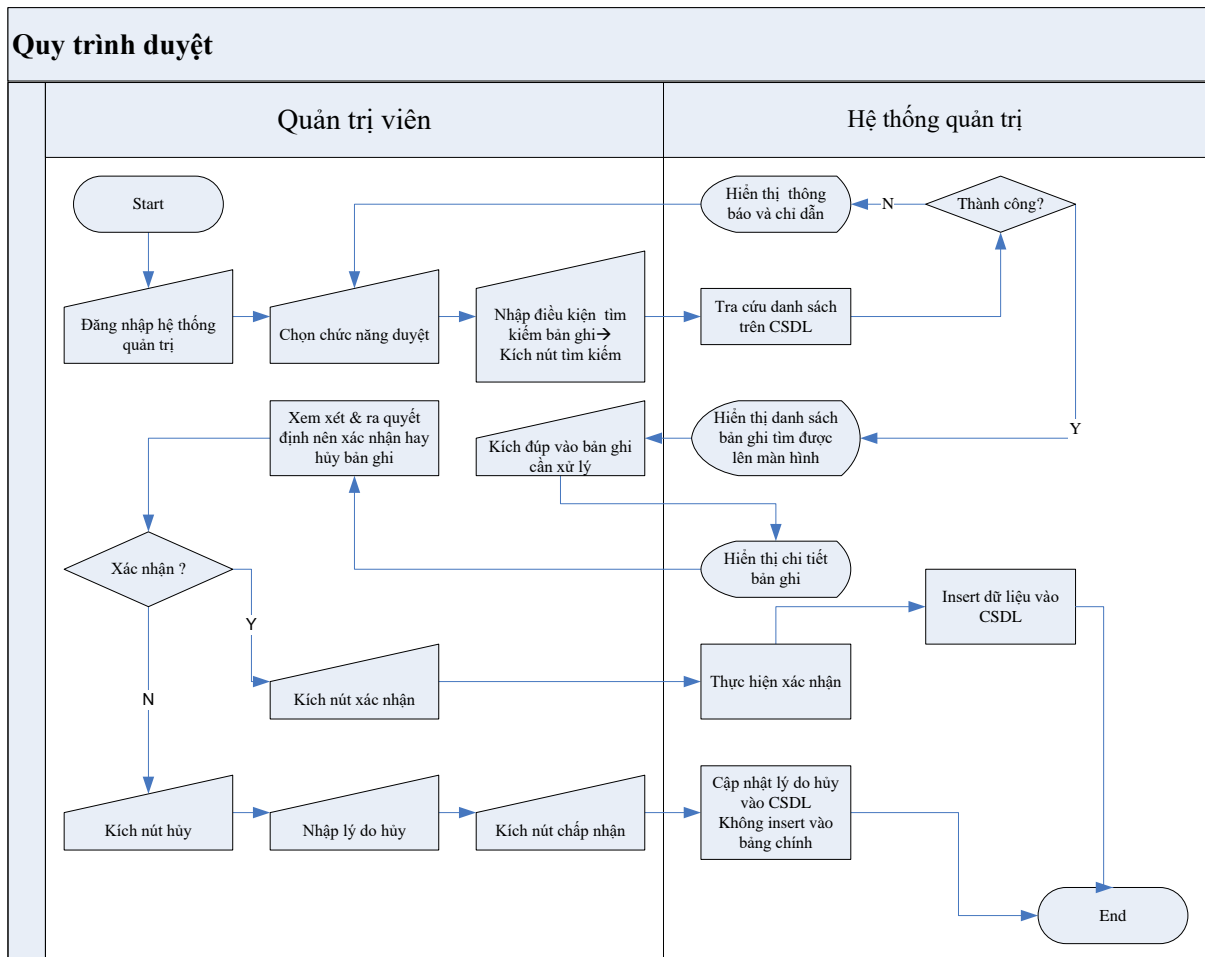 Quy trình duyệt
Quản trị viên
Hệ thống quản trị
Start
Hiển thị thông
báo và chỉ dẫn
N
Thành công?
Đăng nhập hệ thống
quản trị
Chọn chức năng duyệt
Nhập điều kiện tìm
kiếm bản ghi→
Kích nút tìm kiếm
Tra cứu danh sách
trên CSDL
Xem xét & ra quyết
định nên xác nhận hay
hủy bản ghi
Kích đúp vào bản ghi
cần xử lý
Hiển thị danh sách
bản ghi tìm được
lên màn hình
Y
Xác nhận ?
Hiển thị chi tiết
bản ghi
Insert dữ liệu vào
CSDL
Y
Kích nút xác nhận
Thực hiện xác nhận
N
Kích nút hủy
Nhập lý do hủy
Kích nút chấp nhận
Cập nhật lý do hủy
vào CSDL
Không insert vào
bảng chính
End